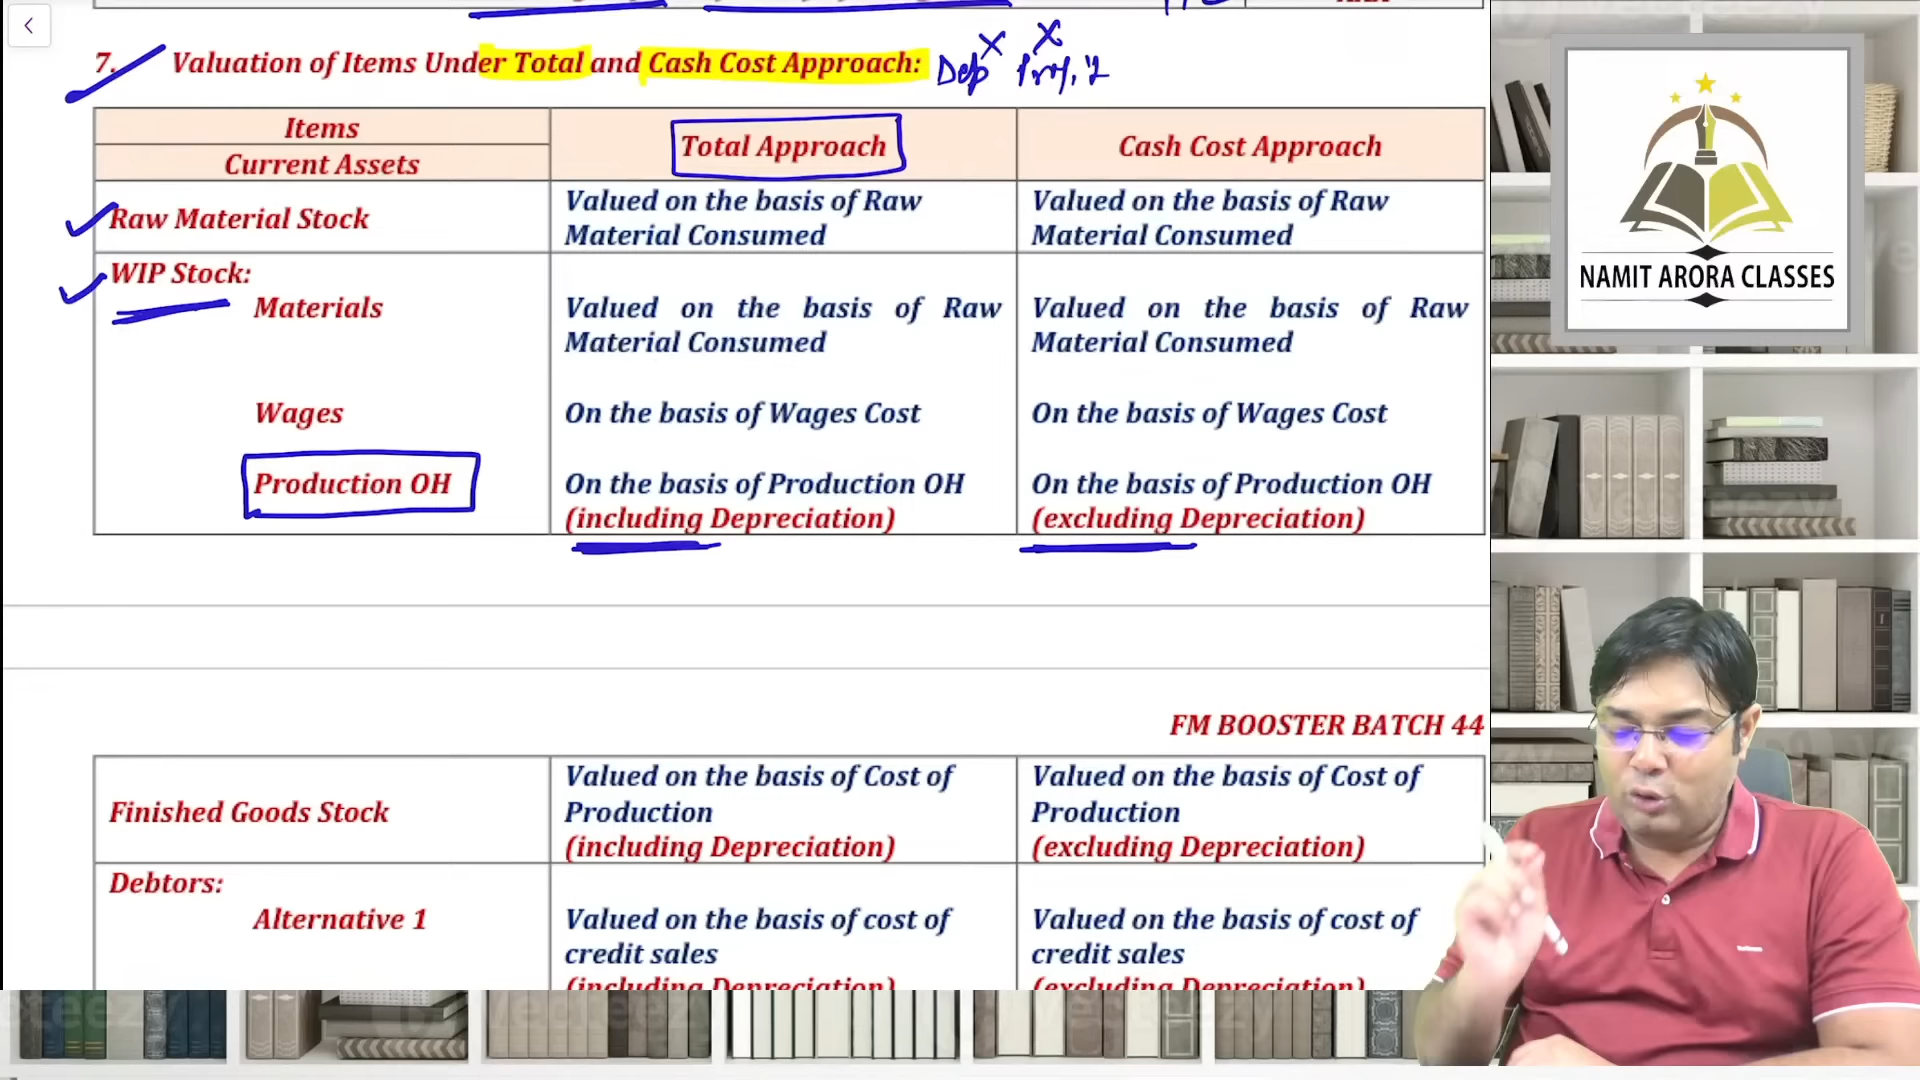 7. Valuation of Items Under Total and Cash Cost Approach: Dep X X
Items
Current Assets
Total Approach
Cash Cost Approach
Raw Material Stock
Valued on the basis of Raw
Material Consumed
Valued on the basis of Raw
Material Consumed
WIP Stock:
Materials
Valued on the basis of Raw
Material Consumed
Valued on the basis of Raw
Material Consumed
Wages
On the basis of Wages Cost
On the basis of Wages Cost
Production OH
On the basis of Production OH
(including Depreciation)
On the basis of Production OH
(excluding Depreciation)
FM BOOSTER BATCH 44
Finished Goods Stock
Valued on the basis of Cost of
Production
(including Depreciation)
Valued on the basis of Cost of
Production
(excluding Depreciation)
Debtors:
Alternative 1
Valued on the basis of cost of
credit sales
(including Depreciation)
Valued on the basis of cost of
credit sales
(excluding Depreciation)
NAMIT ARORA CLASSES